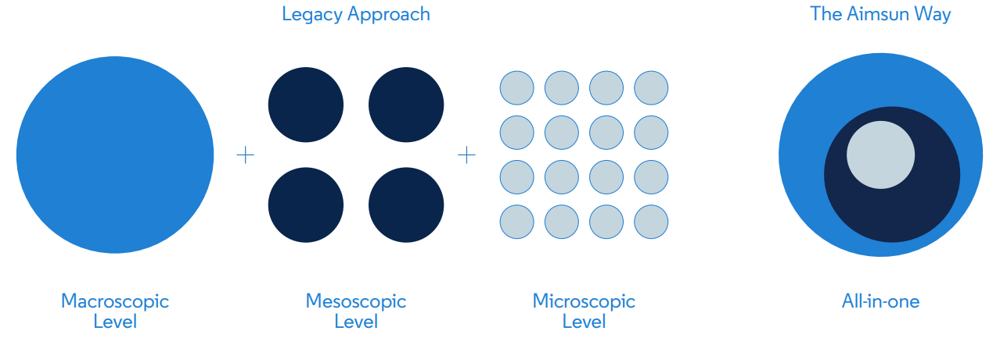 Legacy Approach
The Aimsun Way
+
+
Macroscopic
Level
Mesoscopic
Level
Microscopic
Level
All-in-one